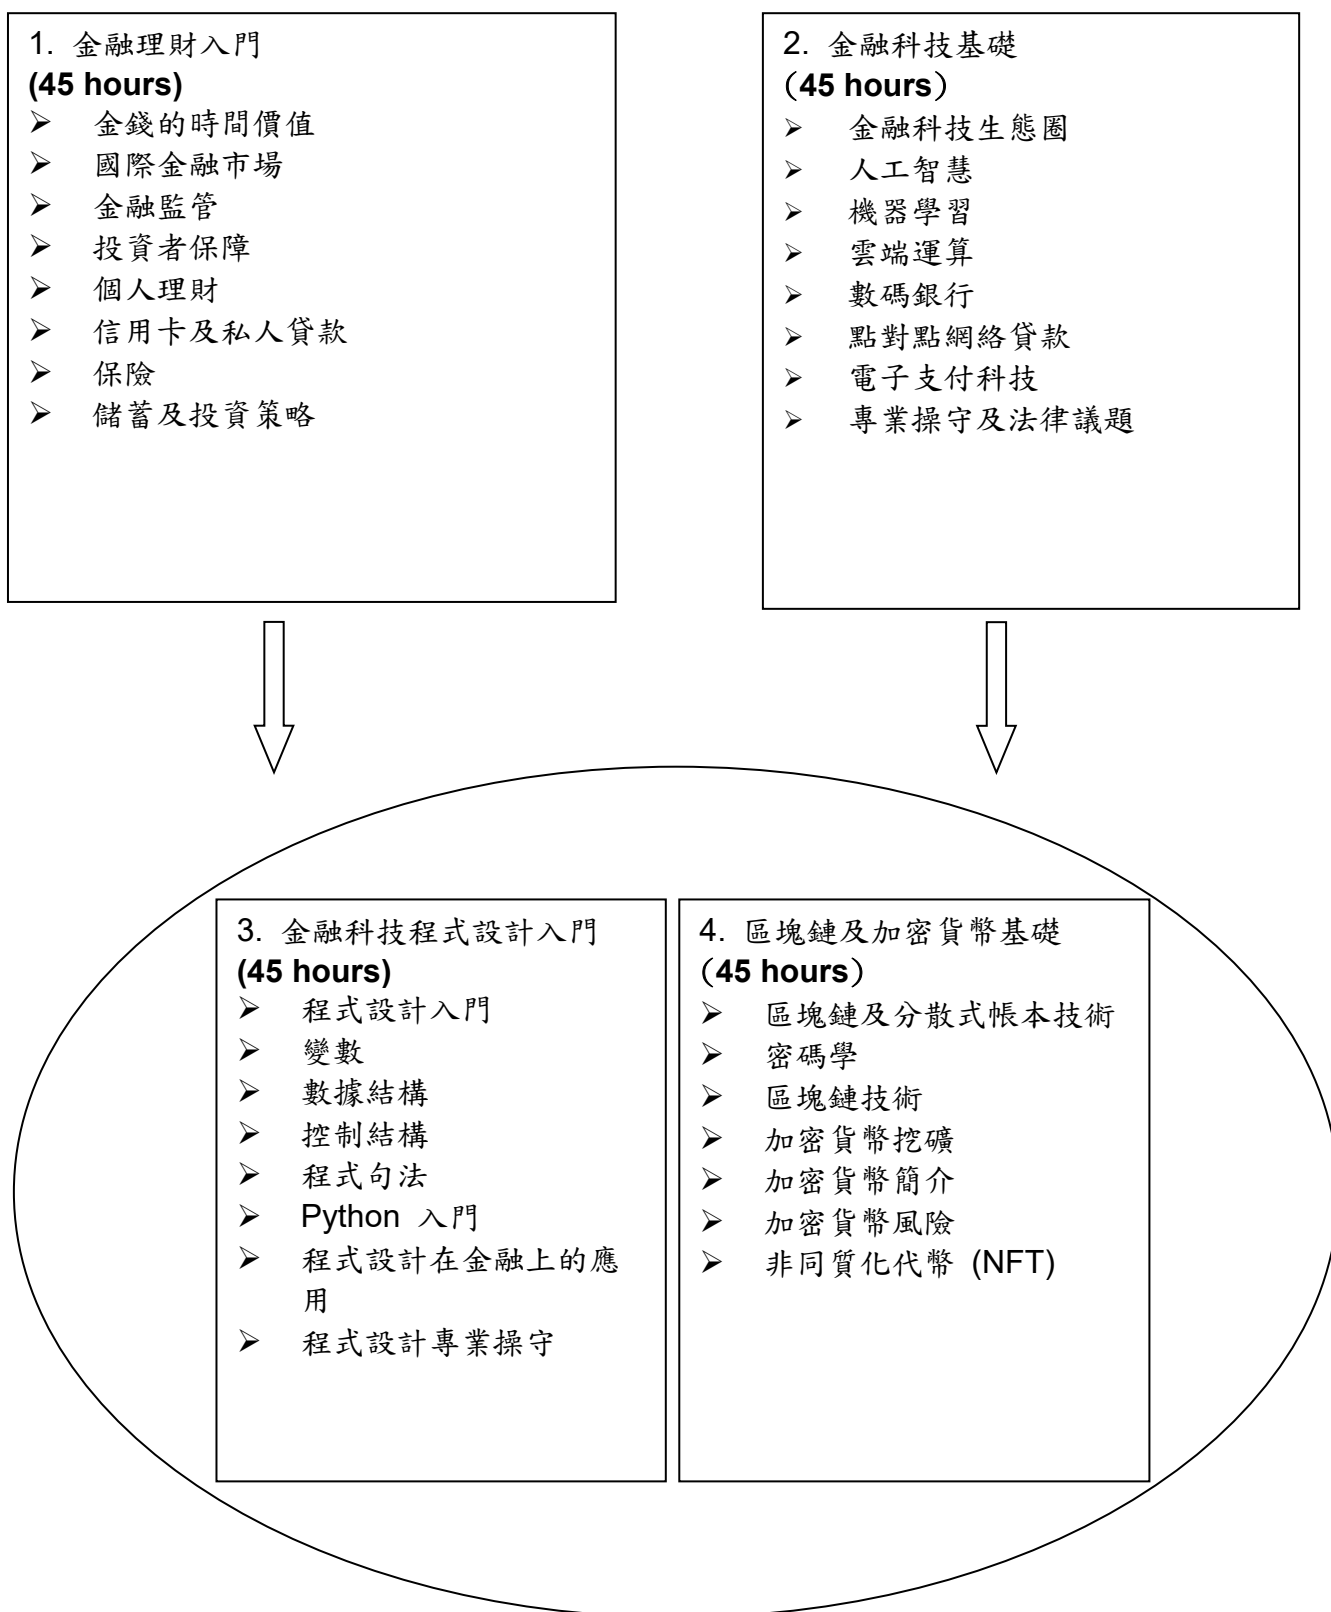 1. 金融理財入門
(45 hours)
➢ 金錢的時間價值
➢ 國際金融市場
➢ 金融監管
➢ 投資者保障
➢ 個人理財
➢ 信用卡及私人貸款
➢ 保險
➢ 儲蓄及投資策略
2. 金融科技基礎
（45 hours）
➢ 金融科技生態圈
➢ 人工智慧
➢ 機器學習
➢ 雲端運算
➢ 數碼銀行
➢ 點對點網絡貸款
➢ 電子支付科技
➢ 專業操守及法律議題
3. 金融科技程式設計入門
(45 hours)
➢ 程式設計入門
➢ 變數
➢ 數據結構
➢ 控制結構
➢ 程式句法
➢ Python 入門
➢ 程式設計在金融上的應
用
➢ 程式設計專業操守
4. 區塊鏈及加密貨幣基礎
（45 hours）
➢ 區塊鏈及分散式帳本技術
➢ 密碼學
➢ 區塊鏈技術
➢ 加密貨幣挖礦
➢ 加密貨幣簡介
➢ 加密貨幣風險
➢ 非同質化代幣 (NFT)